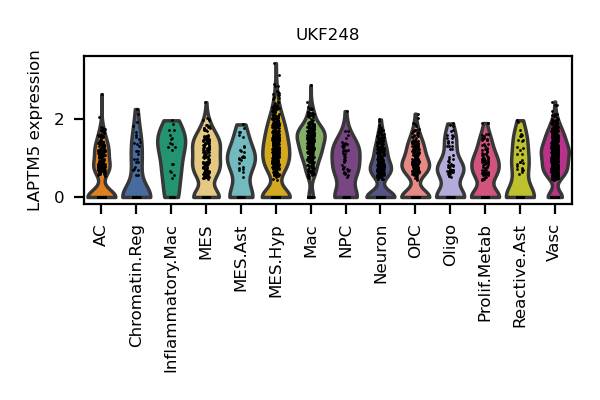 UKF248
LAPTM5 expression
2
0
AC
Chromatin.Reg
Inflammatory.Mac
MES
MES.Ast
MES.Hyp
Mac
NPC
Neuron
OPC
Oligo
Prolif.Metab
Reactive.Ast
Vasc